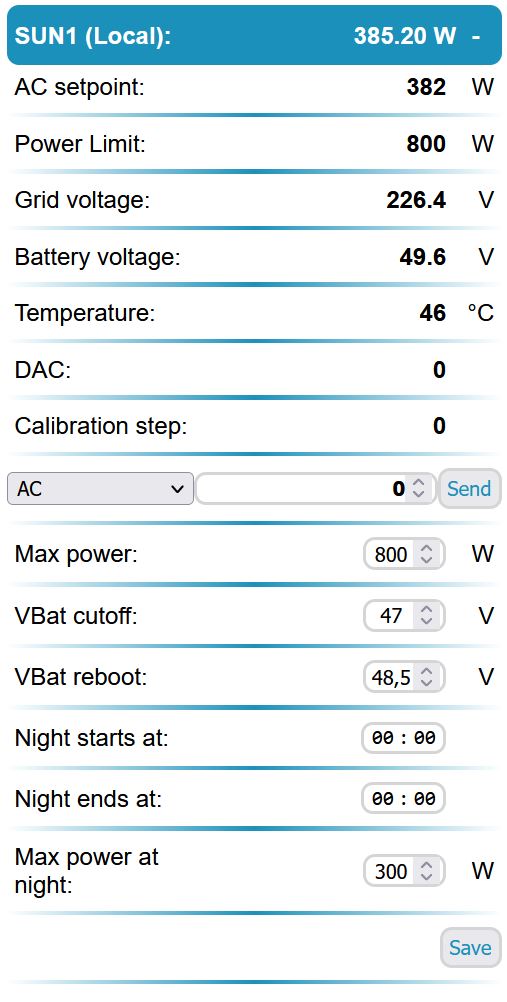 SUN1 (Local): 385.20 W -
AC setpoint: 382 W
Power Limit: 800 W
Grid voltage: 226.4 V
Battery voltage: 49.6 V
Temperature: 46 °C
DAC: 0
Calibration step: 0
AC 0 Send
Max power: 800 W
VBat cutoff: 47 V
VBat reboot: 48,5 V
Night starts at: 00 : 00
Night ends at: 00 : 00
Max power at
night: 300 W
Save